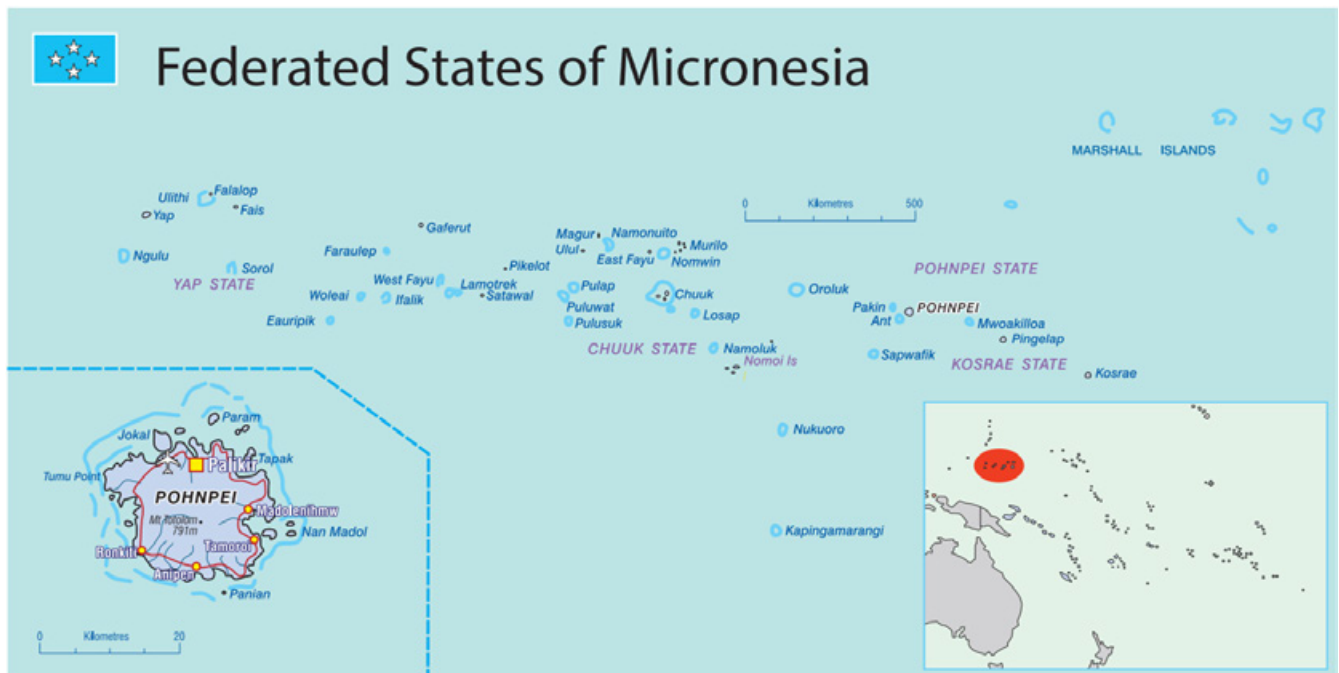 Federated States of Micronesia
MARSHALL ISLANDS
Ulithi
Falalop
Yap
Fais
Ngulu
Sorol
YAP STATE
Gaferut
Faraulep
West Fayu
Lamotrek
Pikelot
Satawal
Woleai
Ifalik
Eauripik
Magur
Namonuito
Ulul
East Fayu
Murilo
Nomwin
Pulap
Puluwat
Pulusuk
Chuuk
Losap
CHUUK STATE
Namoluk
Nomoi Is
0 Kilometres 500
Oroluk
POHNPEI STATE
Pakin
POHNPEI
Ant
Mwoakilloa
Pingelap
Sapwafik
KOSRAE STATE
Kosrae
Nukuoro
Kapingamarangi
Param
Jokal
Palikir
Tapak
Tumu Point
POHNPEI
Madolenihmw
Mt Tololom
791m
Nan Madol
Tamoroi
Ronkiti
Anipen
Panian
0 Kilometres 20